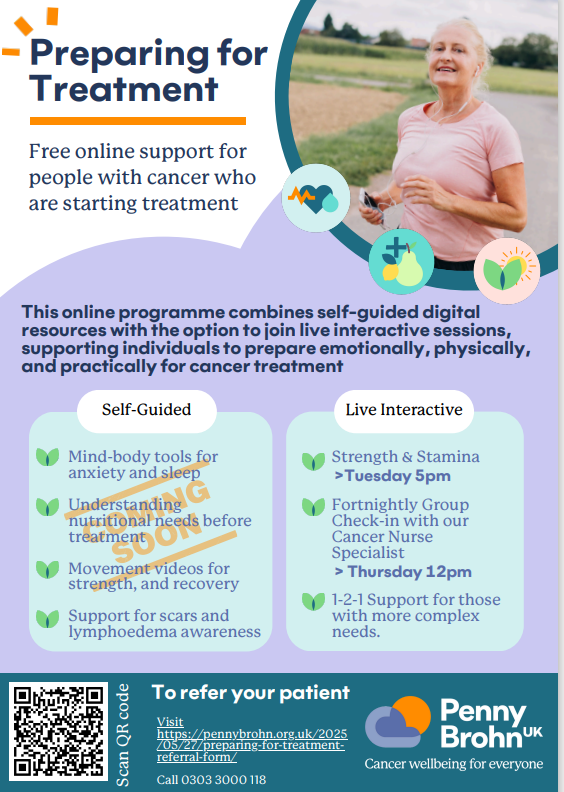 Preparing for
Treatment
Free online support for
people with cancer who
are starting treatment
This online programme combines self-guided digital
resources with the option to join live interactive sessions,
supporting individuals to prepare emotionally, physically,
and practically for cancer treatment
Self-Guided
Mind-body tools for
anxiety and sleep
Understanding
nutritional needs before
treatment
Movement videos for
strength, and recovery
Support for scars and
lymphoedema awareness
COMING
SOON
Live Interactive
Strength & Stamina
>Tuesday 5pm
Fortnightly Group
Check-in with our
Cancer Nurse
Specialist
> Thursday 12pm
1-2-1 Support for those
with more complex
needs.
Scan QR code
To refer your patient
Visit
https://pennybrohn.org.uk/2025
/05/27/preparing-for-treatment-
referral-form/
Call 0303 3000 118
Penny
Brohn UK
Cancer wellbeing for everyone